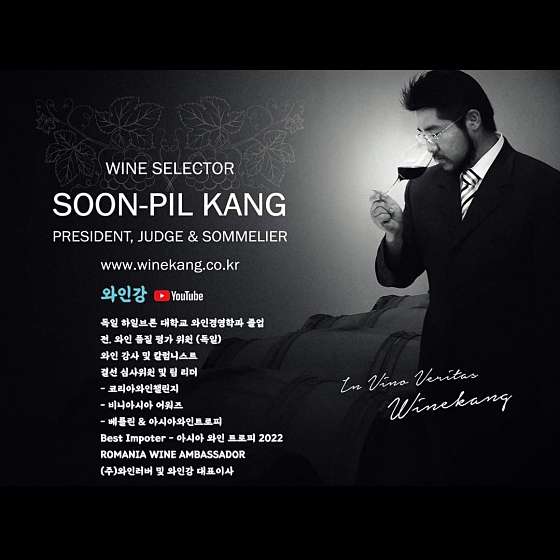 WINE SELECTOR
SOON-PIL KANG
PRESIDENT, JUDGE & SOMMELIER
www.winekang.co.kr
와인강 YouTube
독일 하일브론 대학교 와인경영학과 졸업
전. 와인 품질 평가 위원 (독일)
와인 강사 및 칼럼니스트
결선 심사위원 및 팀 리더
- 코리아와인챌린지
- 비니아시아 어워즈
- 베를린 & 아시아와인트로피
Best Impoter - 아시아 와인 트로피 2022
ROMANIA WINE AMBASSADOR
(주)와인러버 및 와인강 대표이사
In Vino Veritas
Winekang